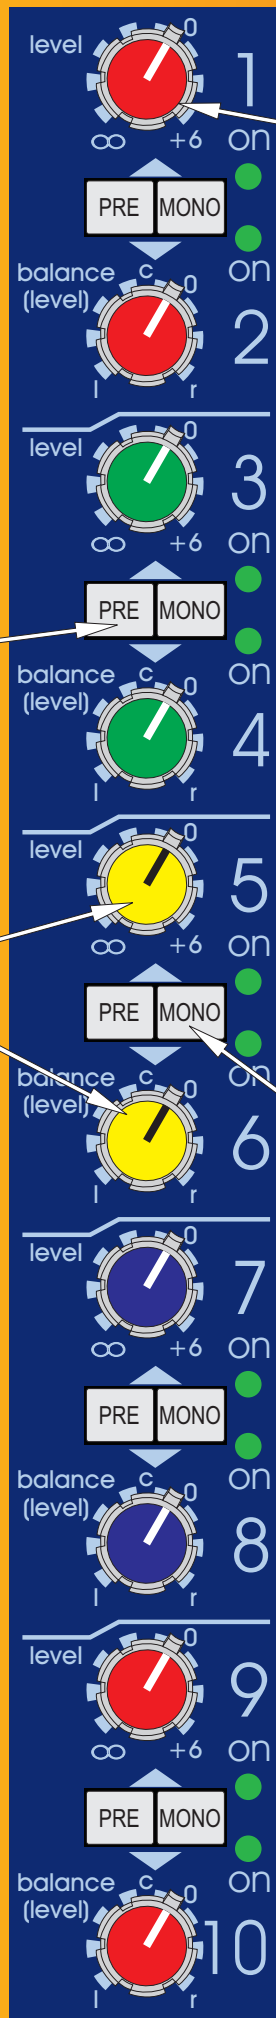 0
level
1
∞ +6 on
PRE MONO
balance c on
(level) 0
2
l r
0
level
3
∞ +6 on
PRE MONO
balance c on
(level) 0
4
l r
0
level
5
∞ +6 on
PRE MONO
balance c on
(level) 0
6
l r
0
level
7
∞ +6 on
PRE MONO
balance c on
(level) 0
8
l r
0
level
9
∞ +6 on
PRE MONO
balance c on
(level) 0
10
l r